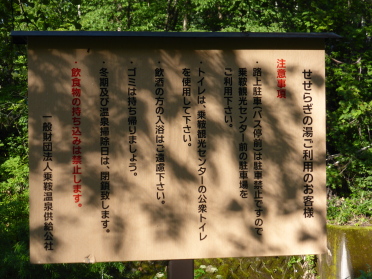 せせらぎの湯ご利用のお客様
注意事項
・路上駐車(バス停前)は駐車禁止ですので
乗鞍観光センター前の駐車場を
ご利用下さい。
・トイレは、乗鞍観光センターの公衆トイレ
を使用して下さい。
・飲酒の方の入浴はご遠慮下さい。
・ゴミは持ち帰りましょう。
・冬期及び温泉掃除日は、閉鎖致します。
・飲食物の持ち込みは禁止します。
一般財団法人乗鞍温泉供給公社